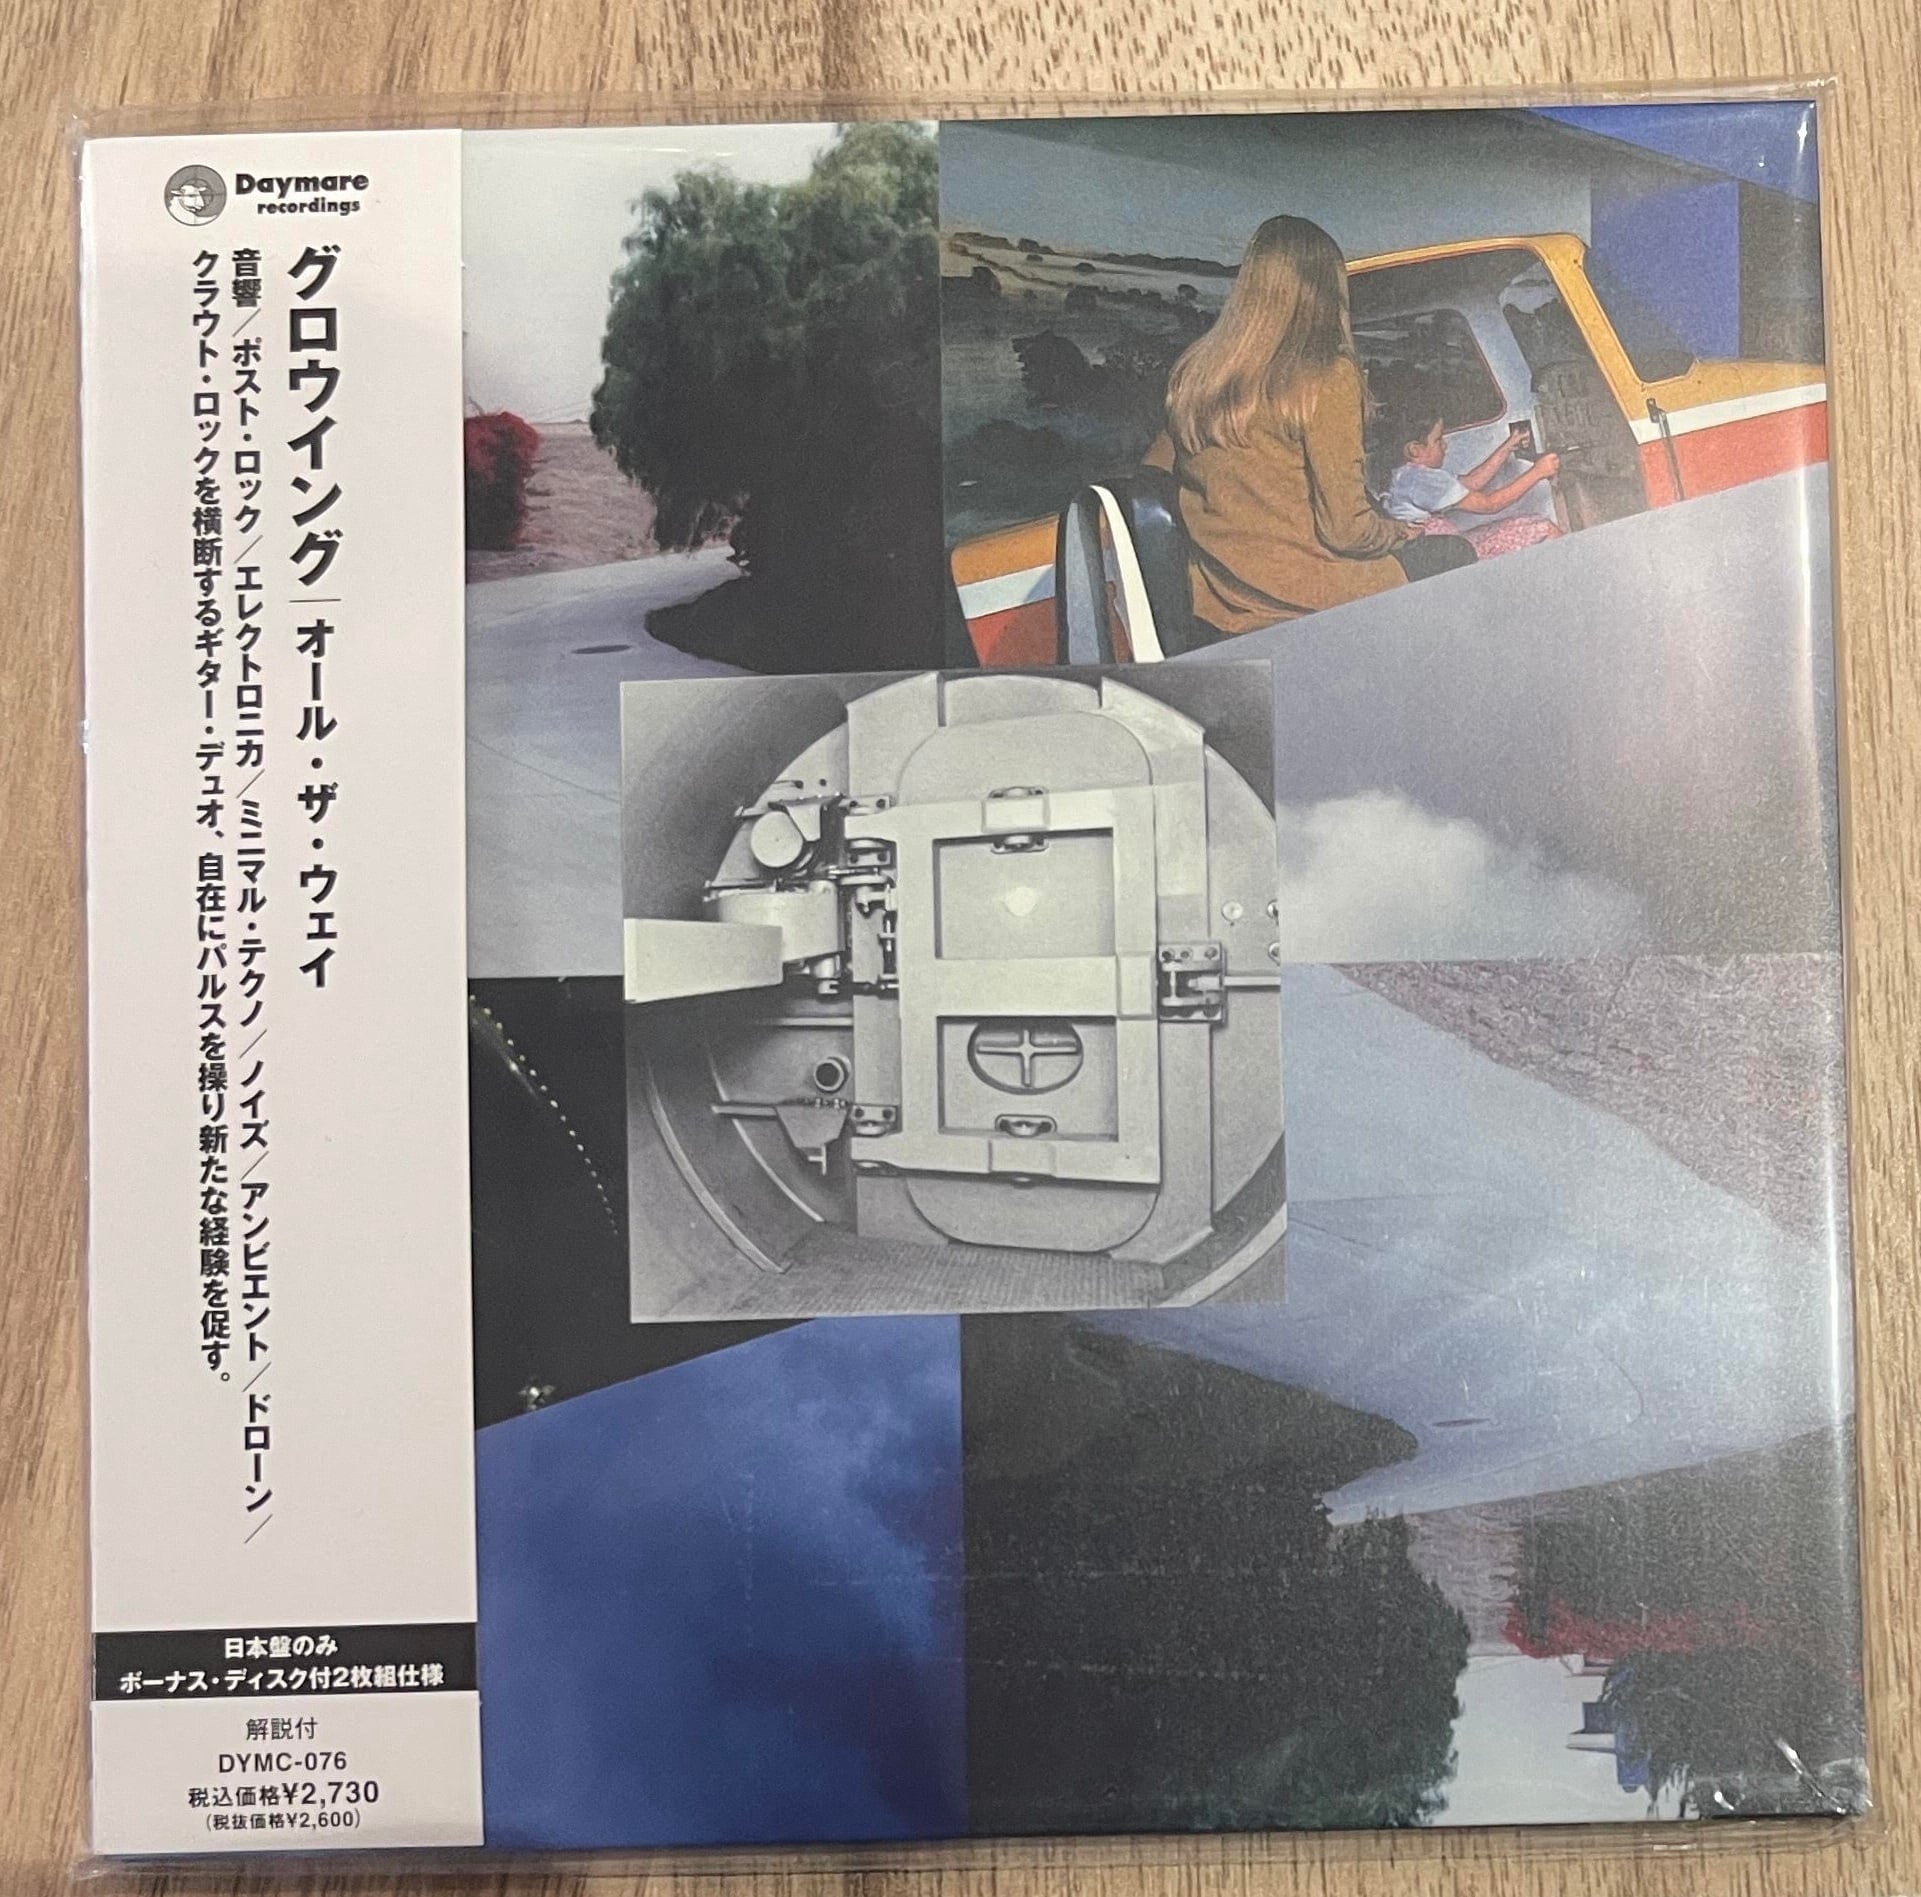 Daymare
recordings
グロウイング｜オール・ザ・ウェイ
音響／ポスト・ロック／エレクトロニカ／ミニマル・テクノ／ノイズ／アンビエント／ドローン／
クラウト・ロックを横断するギター・デュオ、自在にパルスを操り新たな経験を促す。
日本盤のみ
ボーナス・ディスク付2枚組仕様
解説付
DYMC-076
税込価格¥2,730
(税抜価格¥2,600)